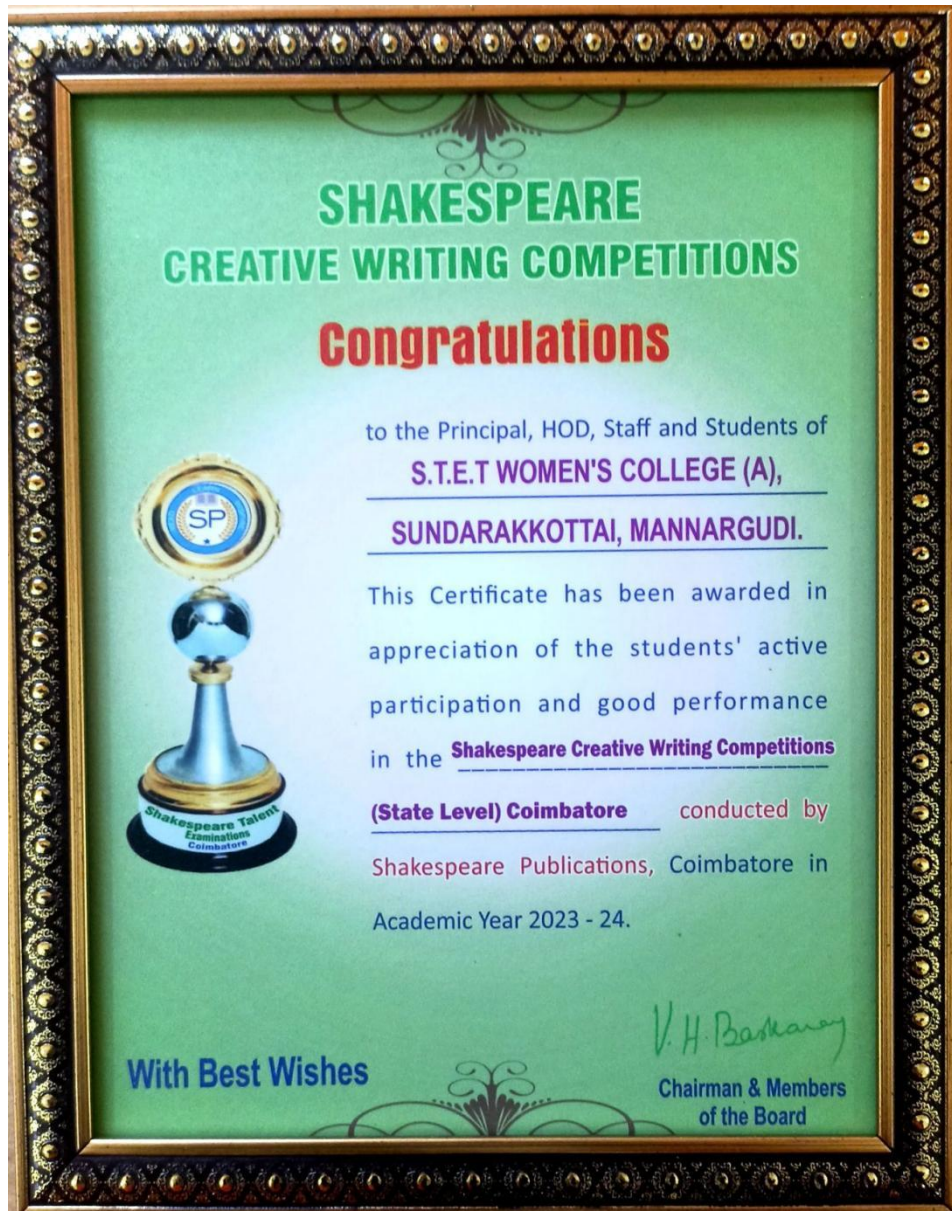 SHAKESPEARE
CREATIVE WRITING COMPETITIONS
Congratulations
to the Principal, HOD, Staff and Students of
S.T.E.T WOMEN'S COLLEGE (A),
SUNDARAKKOTTAI, MANNARGUDI.
This Certificate has been awarded in
appreciation of the students' active
participation and good performance
in the Shakespeare Creative Writing Competitions
(State Level) Coimbatore conducted by
Shakespeare Publications, Coimbatore in
Academic Year 2023 - 24.
SP
Shakespeare Talent
Examinations
Coimbatore
With Best Wishes
V. H. Baskaran
Chairman & Members
of the Board